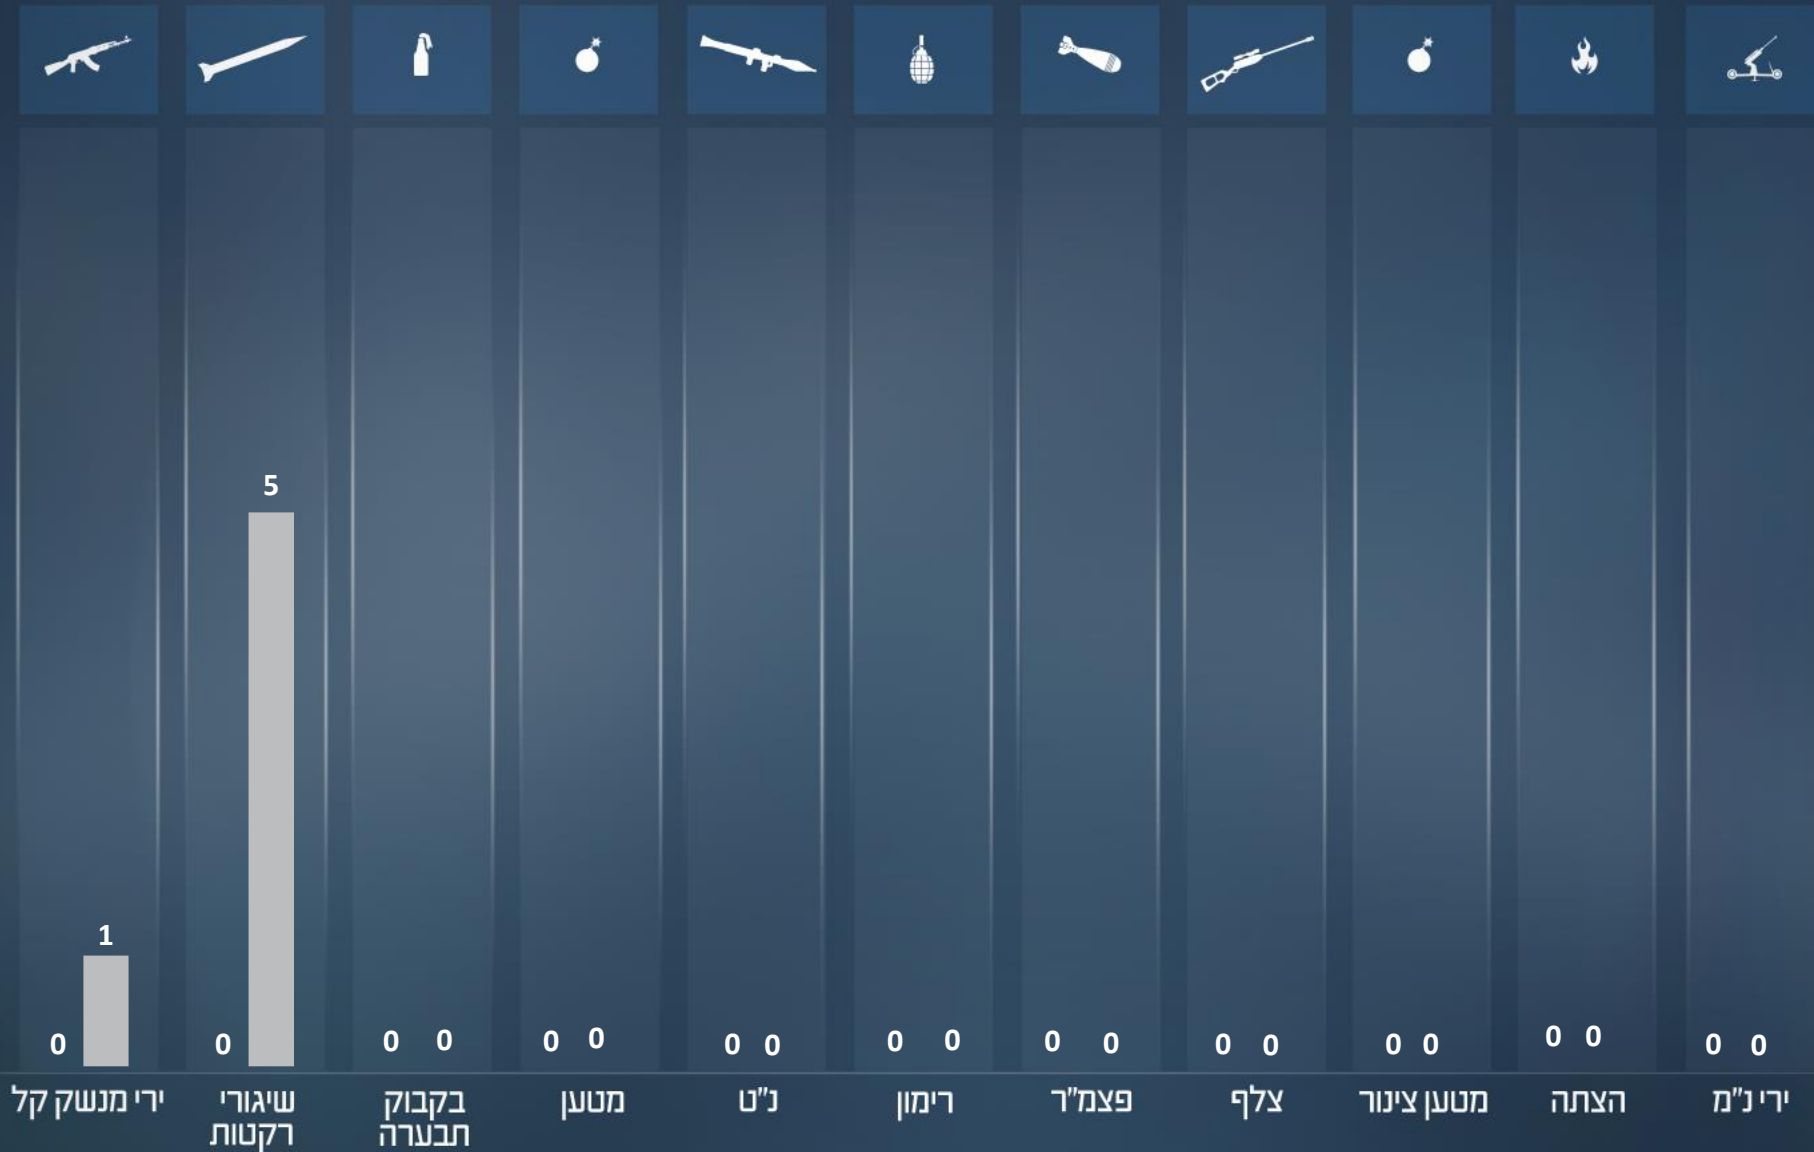 5
1
0
0
0 0
0 0
0 0
0 0
0 0
0 0
0 0
0 0
0 0
ירי מנשק קל
שיגורי
רקטות
בקבוק
תבערה
מטען
נ"ט
רימון
פצמ"ר
צלף
מטען צינור
הצתה
ירי נ"מ